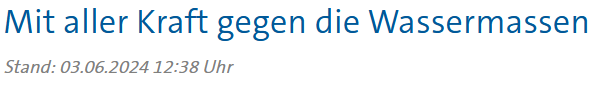 Mit aller Kraft gegen die Wassermassen
Stand: 03.06.2024 12:38 Uhr